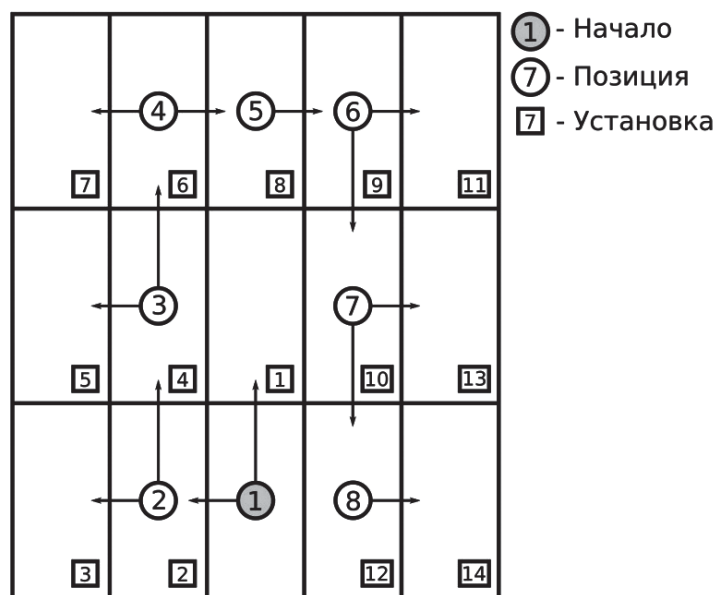 4 5 6
1 - Начало
7 - Позиция
7 - Установка
7 6 8 9 11
3 7
5 4 1 10 13
2 1 8
3 2 12 14